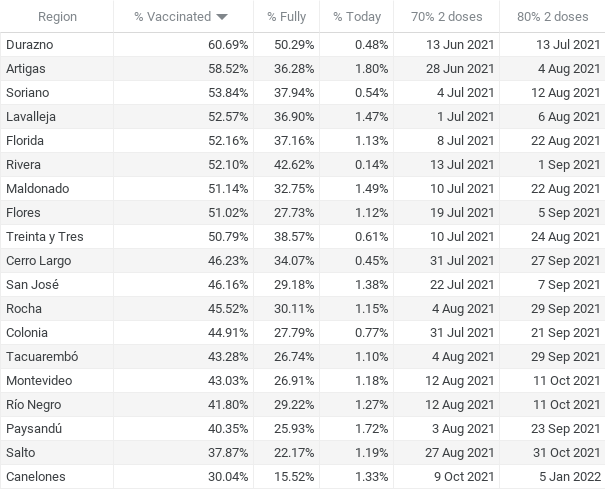 Region % Vaccinated % Fully % Today 70% 2 doses 80% 2 doses
Durazno 60.69% 50.29% 0.48% 13 Jun 2021 13 Jul 2021
Artigas 58.52% 36.28% 1.80% 28 Jun 2021 4 Aug 2021
Soriano 53.84% 37.94% 0.54% 4 Jul 2021 12 Aug 2021
Lavalleja 52.57% 36.90% 1.47% 1 Jul 2021 6 Aug 2021
Florida 52.16% 37.16% 1.13% 8 Jul 2021 22 Aug 2021
Rivera 52.10% 42.62% 0.14% 13 Jul 2021 1 Sep 2021
Maldonado 51.14% 32.75% 1.49% 10 Jul 2021 22 Aug 2021
Flores 51.02% 27.73% 1.12% 19 Jul 2021 5 Sep 2021
Treinta y Tres 50.79% 38.57% 0.61% 10 Jul 2021 24 Aug 2021
Cerro Largo 46.23% 34.07% 0.45% 31 Jul 2021 27 Sep 2021
San José 46.16% 29.18% 1.38% 22 Jul 2021 7 Sep 2021
Rocha 45.52% 30.11% 1.15% 4 Aug 2021 29 Sep 2021
Colonia 44.91% 27.79% 0.77% 31 Jul 2021 21 Sep 2021
Tacuarembó 43.28% 26.74% 1.10% 4 Aug 2021 29 Sep 2021
Montevideo 43.03% 26.91% 1.18% 12 Aug 2021 11 Oct 2021
Río Negro 41.80% 29.22% 1.27% 12 Aug 2021 11 Oct 2021
Paysandú 40.35% 25.93% 1.72% 3 Aug 2021 23 Sep 2021
Salto 37.87% 22.17% 1.19% 27 Aug 2021 31 Oct 2021
Canelones 30.04% 15.52% 1.33% 9 Oct 2021 5 Jan 2022